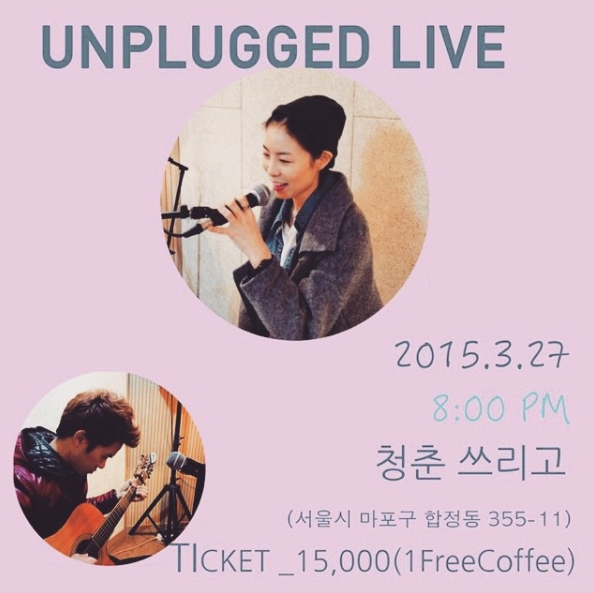 UNPLUGGED LIVE
2015.3.27
8:00 PM
청춘 쓰리고
(서울시 마포구 합정동 355-11)
TICKET _15,000(1FreeCoffee)